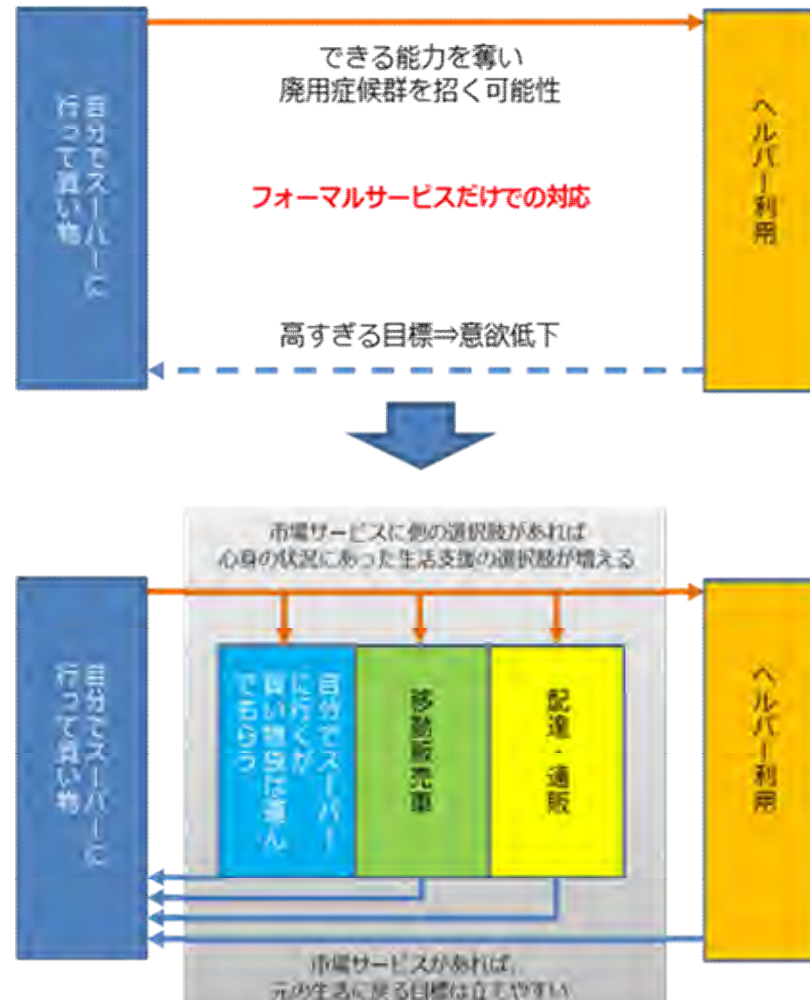 自分でスーパーに
行って買い物
できる能力を奪い
廃用症候群を招く可能性
フォーマルサービスだけでの対応
高すぎる目標⇒意欲低下
ヘルパー利用
市場サービスに他の選択肢があれば
心身の状況にあった生活支援の選択肢が増える
自分でスーパーに
行って買い物
自分でスーパー
に行くが
買い物袋は運ん
でもらう
移動販売車
配達・通販
ヘルパー利用
市場サービスがあれば、
元の生活に戻る目標は立てやすい